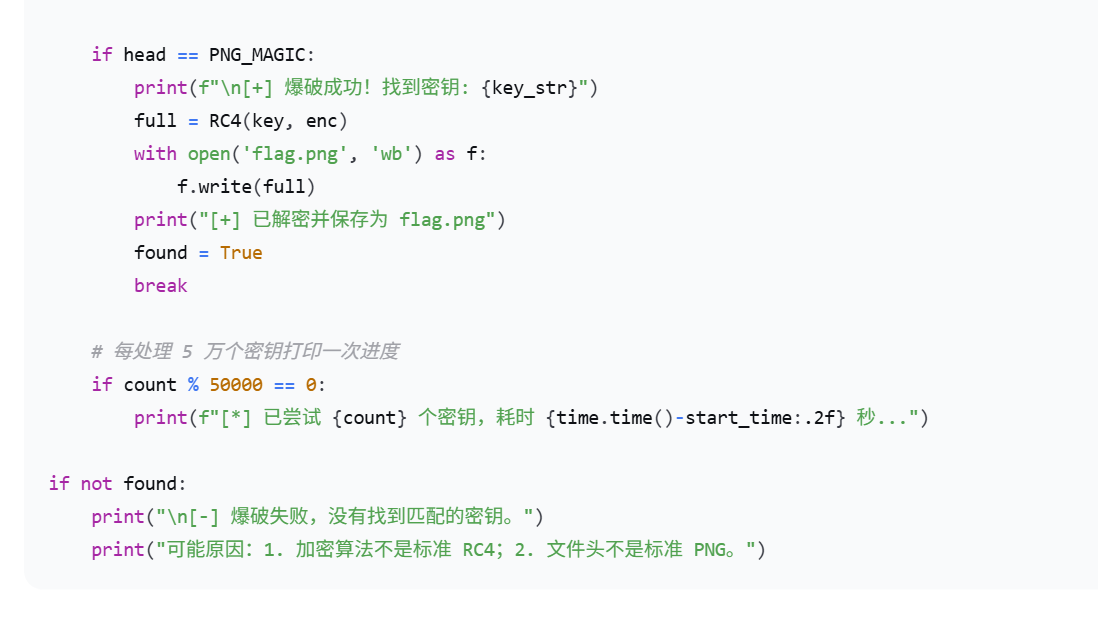 if head == PNG_MAGIC:
print(f"\n[+] 爆破成功！找到密钥: {key_str}")
full = RC4(key, enc)
with open('flag.png', 'wb') as f:
f.write(full)
print("[+] 已解密并保存为 flag.png")
found = True
break
# 每处理 5 万个密钥打印一次进度
if count % 50000 == 0:
print(f"[*] 已尝试 {count} 个密钥，耗时 {time.time()-start_time:.2f} 秒...")
if not found:
print("\n[-] 爆破失败，没有找到匹配的密钥。")
print("可能原因：1. 加密算法不是标准 RC4；2. 文件头不是标准 PNG。")